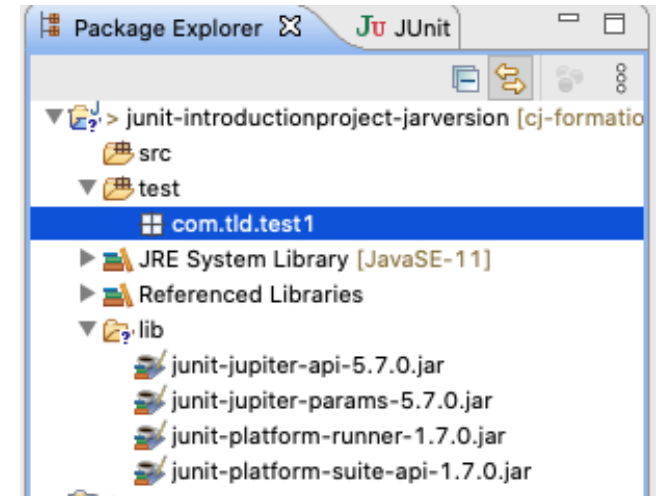 Package Explorer JU JUnit
> junit-introductionproject-jarversion [cj-formatio
src
test
com.tld.test1
JRE System Library [JavaSE-11]
Referenced Libraries
lib
junit-jupiter-api-5.7.0.jar
junit-jupiter-params-5.7.0.jar
junit-platform-runner-1.7.0.jar
junit-platform-suite-api-1.7.0.jar